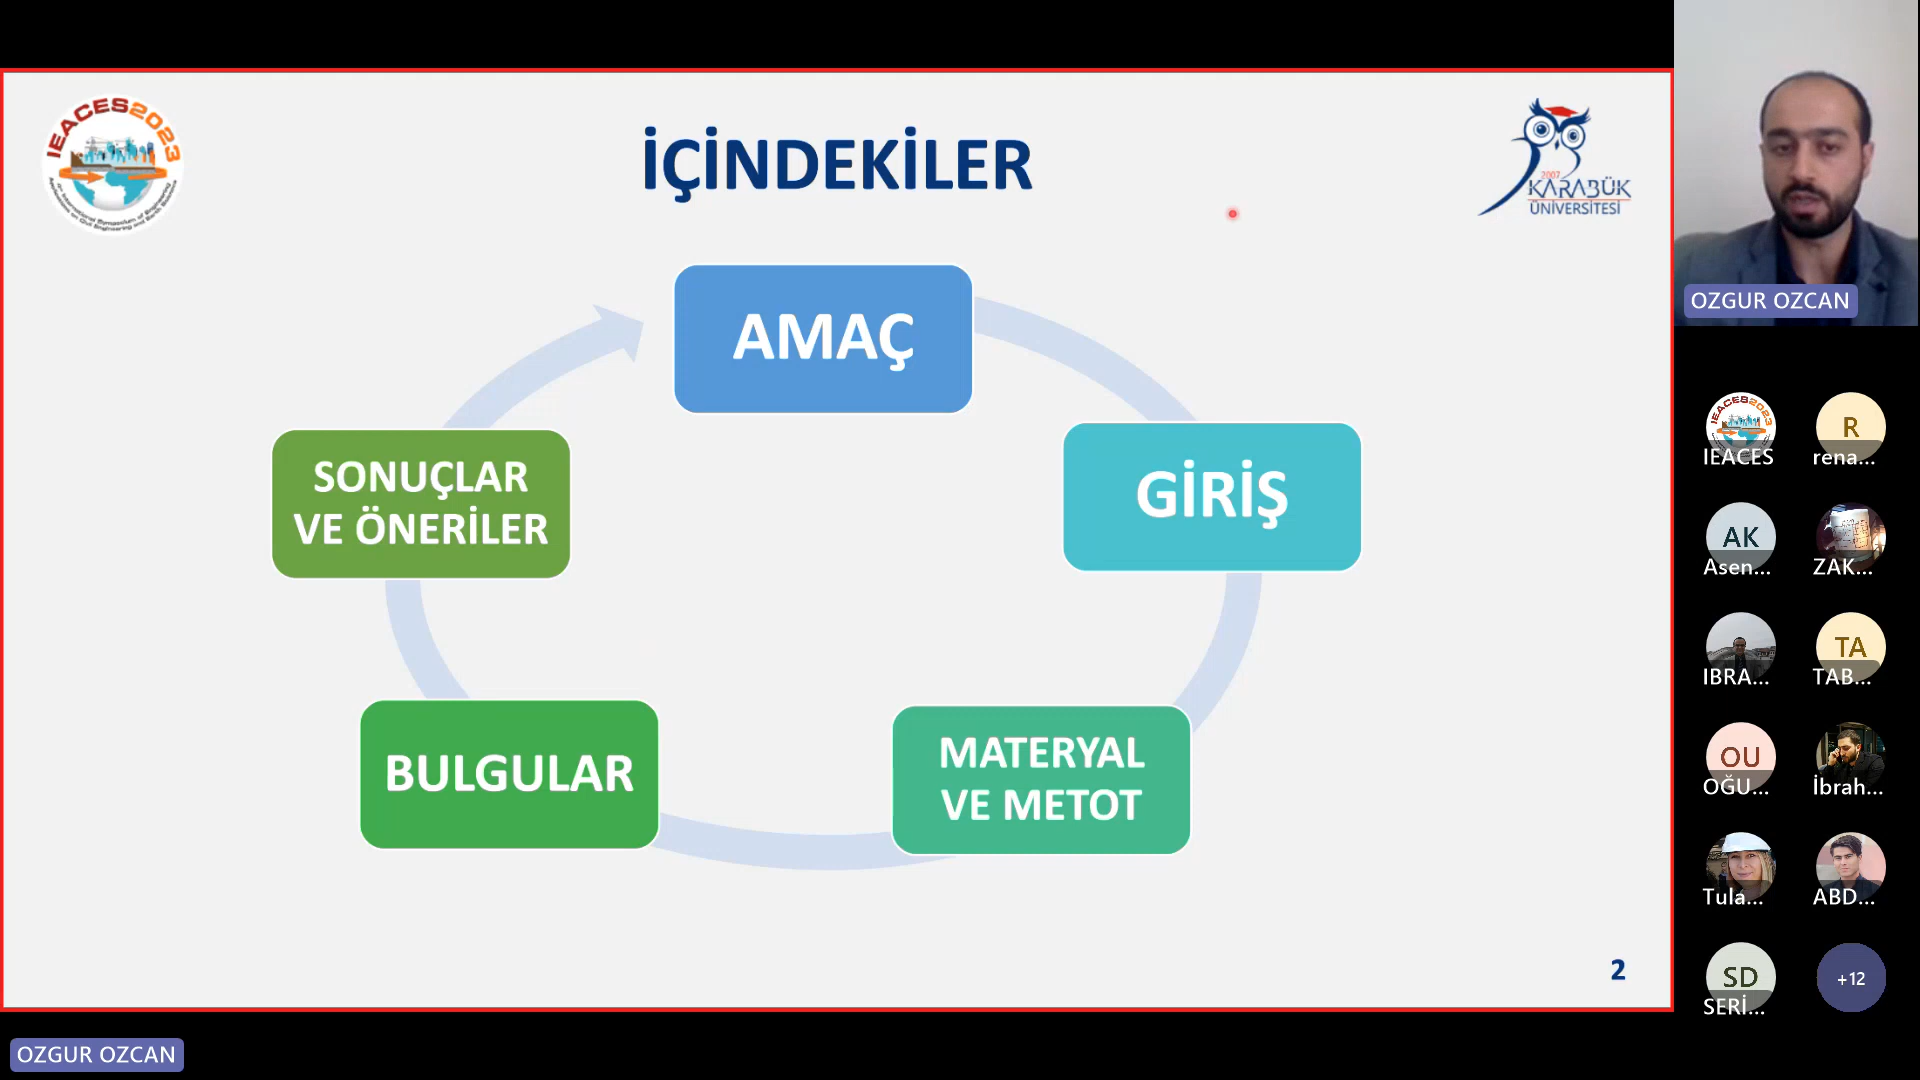 IEACES2023
İÇİNDEKİLER
2007
KARABÜK
ÜNİVERSİTESİ
AMAÇ
GİRİŞ
MATERYAL
VE METOT
BULGULAR
SONUÇLAR
VE ÖNERİLER
2
OZGUR OZCAN
IEACES2023
IEACES
R
rena...
AK
Asen...
ZAK...
IBRA...
TA
TAB...
OU
OĞU...
İbrah...
Tula...
ABD...
SD
SERİ...
+12
OZGUR OZCAN